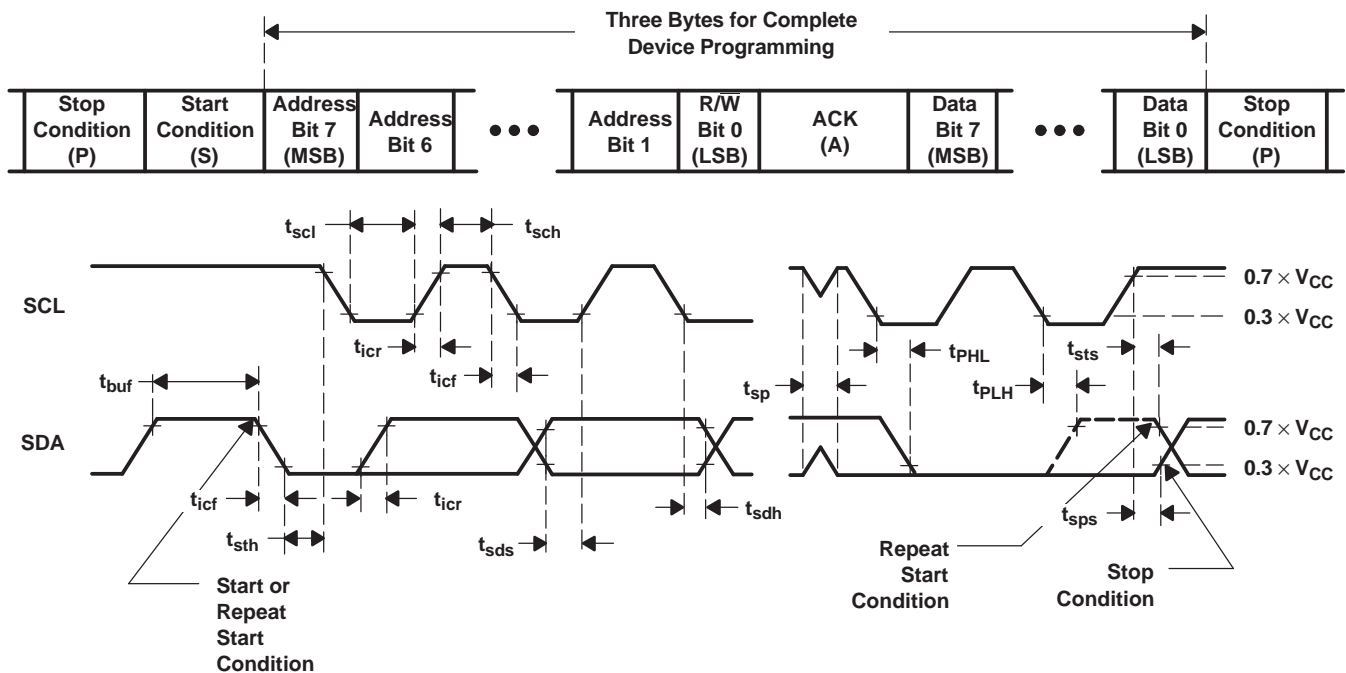 Three Bytes for Complete
Device Programming
Stop
Condition
(P)
Start
Condition
(S)
Address
Bit 7
(MSB)
Address
Bit 6
•••
Address
Bit 1
R/W̅
Bit 0
(LSB)
ACK
(A)
Data
Bit 7
(MSB)
•••
Data
Bit 0
(LSB)
Stop
Condition
(P)
tscl
tsch
SCL
0.7 × VCC
0.3 × VCC
ticr
ticf
tPHL
tsts
tbuf
tsp
tPLH
SDA
0.7 × VCC
0.3 × VCC
ticf
ticr
tsth
tsds
tsdh
tsps
Start or
Repeat
Start
Condition
Repeat
Start
Condition
Stop
Condition